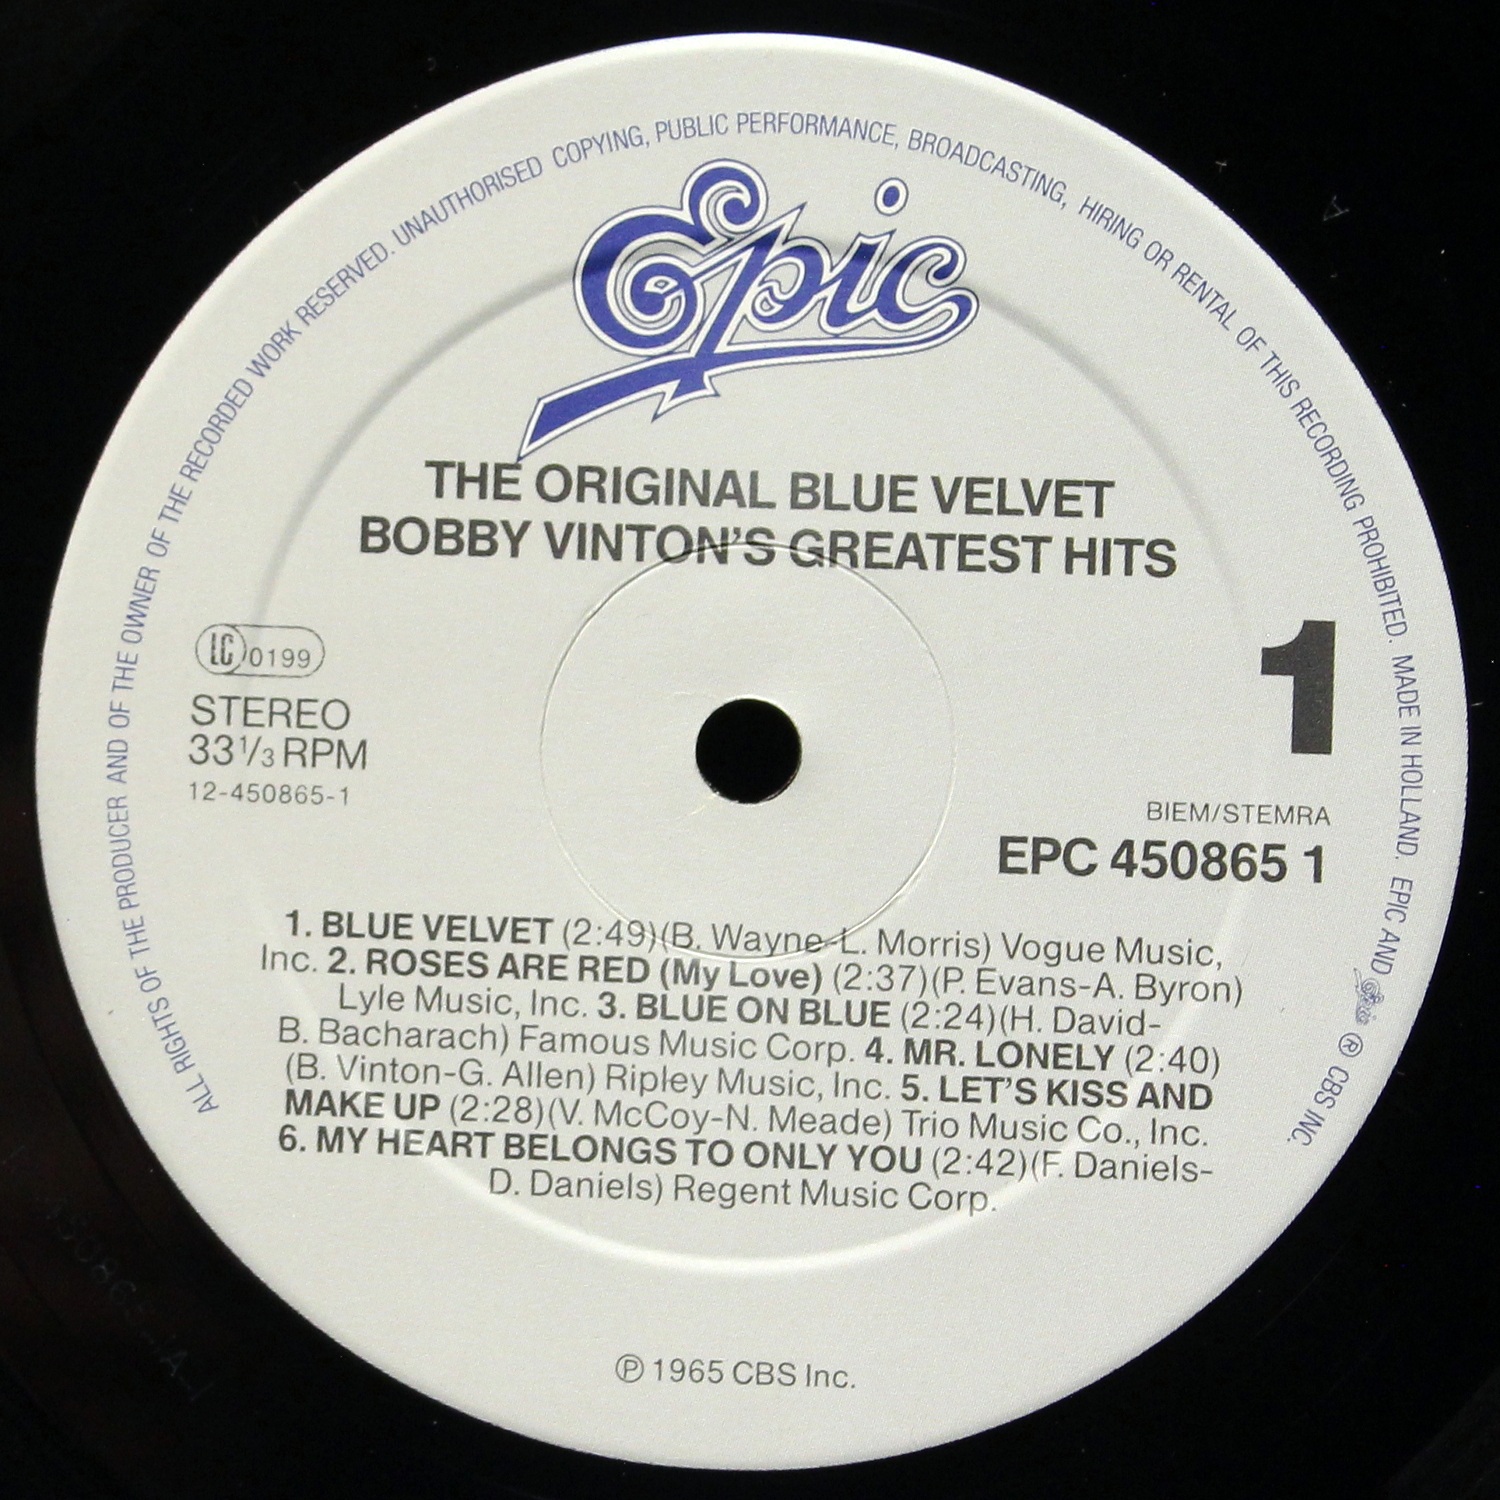 ALL RIGHTS OF THE PRODUCER AND OF THE OWNER OF THE RECORDED WORK RESERVED. UNAUTHORISED COPYING, PUBLIC PERFORMANCE, BROADCASTING, HIRING OR RENTAL OF THIS RECORDING PROHIBITED. MADE IN HOLLAND. EPIC AND Epic ® CBS INC.
Epic
THE ORIGINAL BLUE VELVET
BOBBY VINTON'S GREATEST HITS
LC 0199
STEREO
33 1/3 RPM
12-450865-1
1
BIEM/STEMRA
EPC 450865 1
1. BLUE VELVET (2:49)(B. Wayne-L. Morris) Vogue Music,
Inc. 2. ROSES ARE RED (My Love) (2:37)(P. Evans-A. Byron)
Lyle Music, Inc. 3. BLUE ON BLUE (2:24)(H. David-
B. Bacharach) Famous Music Corp. 4. MR. LONELY (2:40)
(B. Vinton-G. Allen) Ripley Music, Inc. 5. LET'S KISS AND
MAKE UP (2:28)(V. McCoy-N. Meade) Trio Music Co., Inc.
6. MY HEART BELONGS TO ONLY YOU (2:42)(F. Daniels-
D. Daniels) Regent Music Corp.
℗ 1965 CBS Inc.